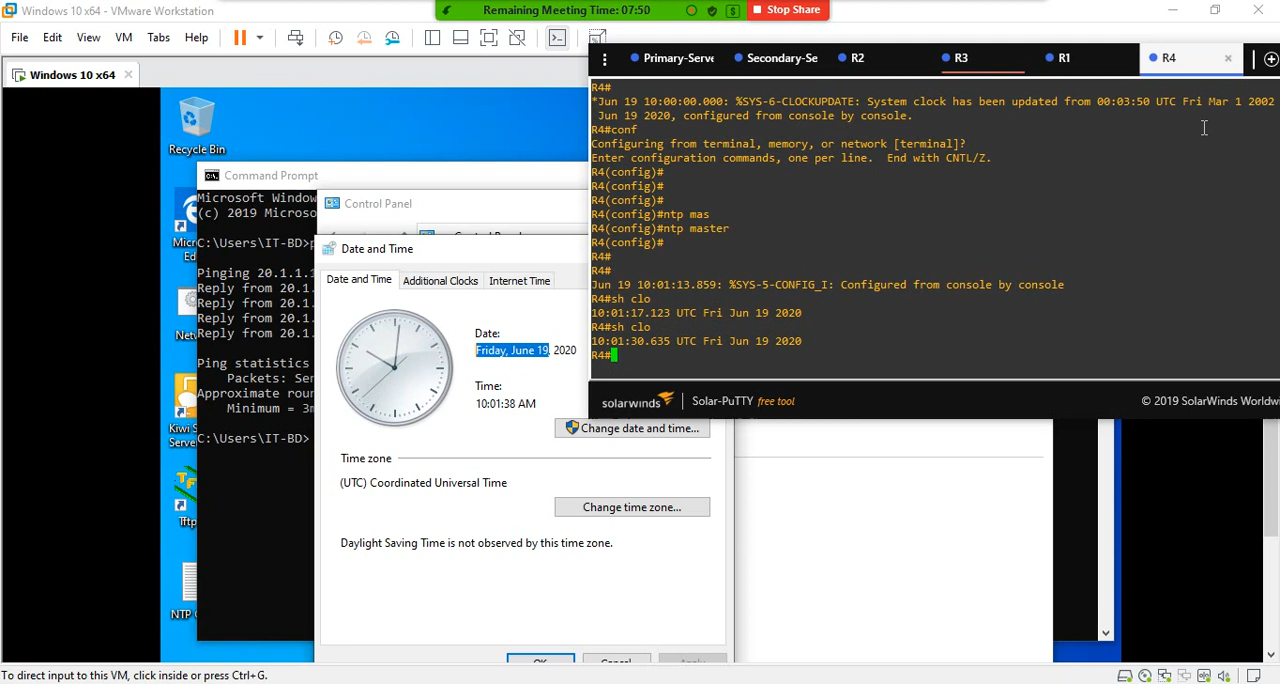 Windows 10 x64 - VMware Workstation
Remaining Meeting Time: 07:50
Stop Share
File Edit View VM Tabs Help
Windows 10 x64
Primary-Serve Secondary-Se R2 R3 R1 R4
R4#
*Jun 19 10:00:00.000: %SYS-6-CLOCKUPDATE: System clock has been updated from 00:03:50 UTC Fri Mar 1 2002
Jun 19 2020, configured from console by console.
R4#conf
Configuring from terminal, memory, or network [terminal]?
Enter configuration commands, one per line. End with CNTL/Z.
R4(config)#
R4(config)#
R4(config)#
R4(config)#ntp mas
R4(config)#ntp master
R4(config)#
R4#
R4#
Jun 19 10:01:13.859: %SYS-5-CONFIG_I: Configured from console by console
R4#sh clo
10:01:17.123 UTC Fri Jun 19 2020
R4#sh clo
10:01:30.635 UTC Fri Jun 19 2020
R4#
solarwinds Solar-PuTTY free tool
© 2019 SolarWinds Worldwi
Recycle Bin
Micr
Ed
Net
Kiwi S
Serve
Tftp
NTP
Command Prompt
Microsoft Window
(c) 2019 Microso
C:\Users\IT-BD>p
Pinging 20.1.1.1
Reply from 20.1.
Reply from 20.1.
Reply from 20.1.
Reply from 20.1.
Ping statistics
Packets: Sen
Approximate roun
Minimum = 3m
C:\Users\IT-BD>
Control Panel
Date and Time
Date and Time Additional Clocks Internet Time
Date:
Friday, June 19, 2020
Time:
10:01:38 AM
Change date and time...
Time zone
(UTC) Coordinated Universal Time
Change time zone...
Daylight Saving Time is not observed by this time zone.
OK Cancel Apply
To direct input to this VM, click inside or press Ctrl+G.